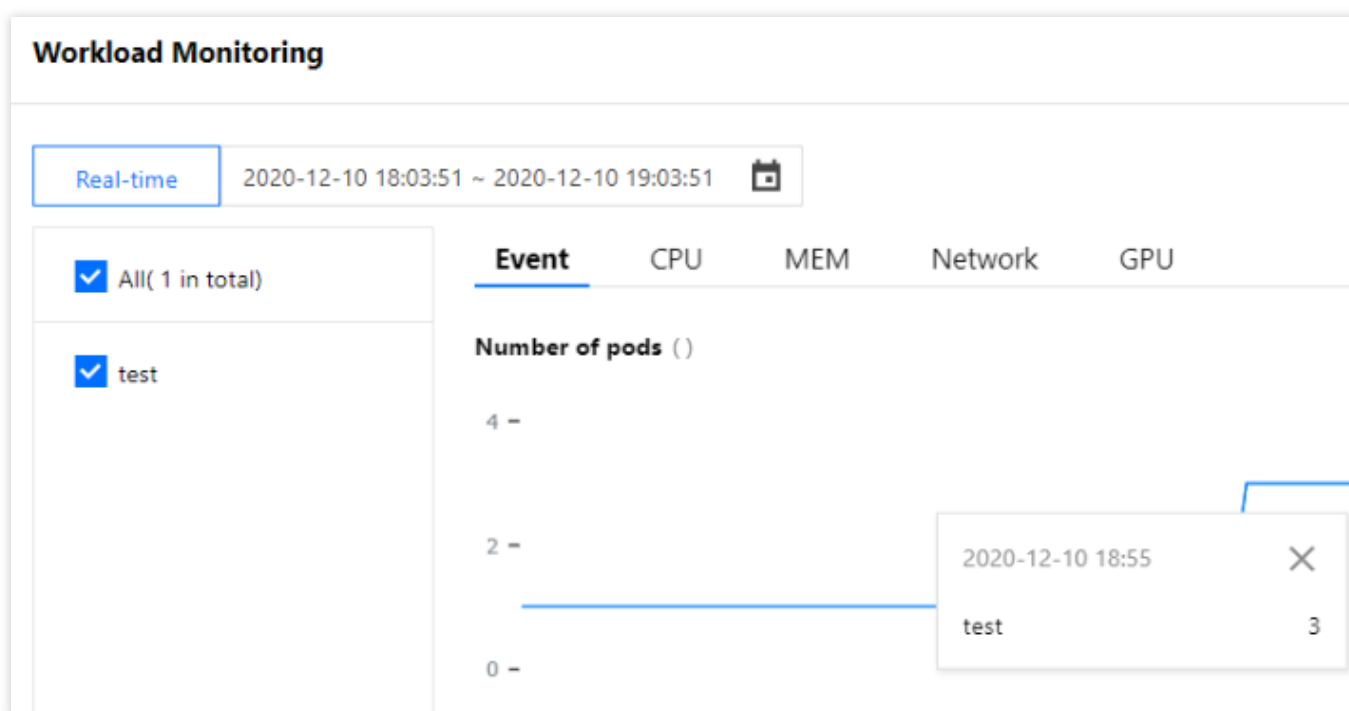 Workload Monitoring
Real-time 2020-12-10 18:03:51 ~ 2020-12-10 19:03:51
All( 1 in total)
test
Event CPU MEM Network GPU
Number of pods ( )
4
2
0
2020-12-10 18:55
test 3